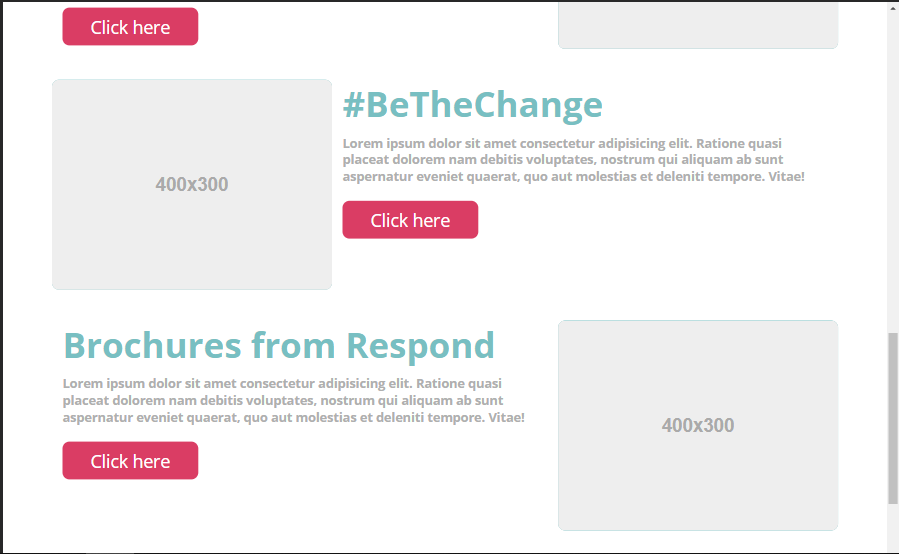 Click here
#BeTheChange
Lorem ipsum dolor sit amet consectetur adipisicing elit. Ratione quasi
placeat dolorem nam debitis voluptates, nostrum qui aliquam ab sunt
aspernatur eveniet quaerat, quo aut molestias et deleniti tempore. Vitae!
400x300
Click here
Brochures from Respond
Lorem ipsum dolor sit amet consectetur adipisicing elit. Ratione quasi
placeat dolorem nam debitis voluptates, nostrum qui aliquam ab sunt
aspernatur eveniet quaerat, quo aut molestias et deleniti tempore. Vitae!
400x300
Click here